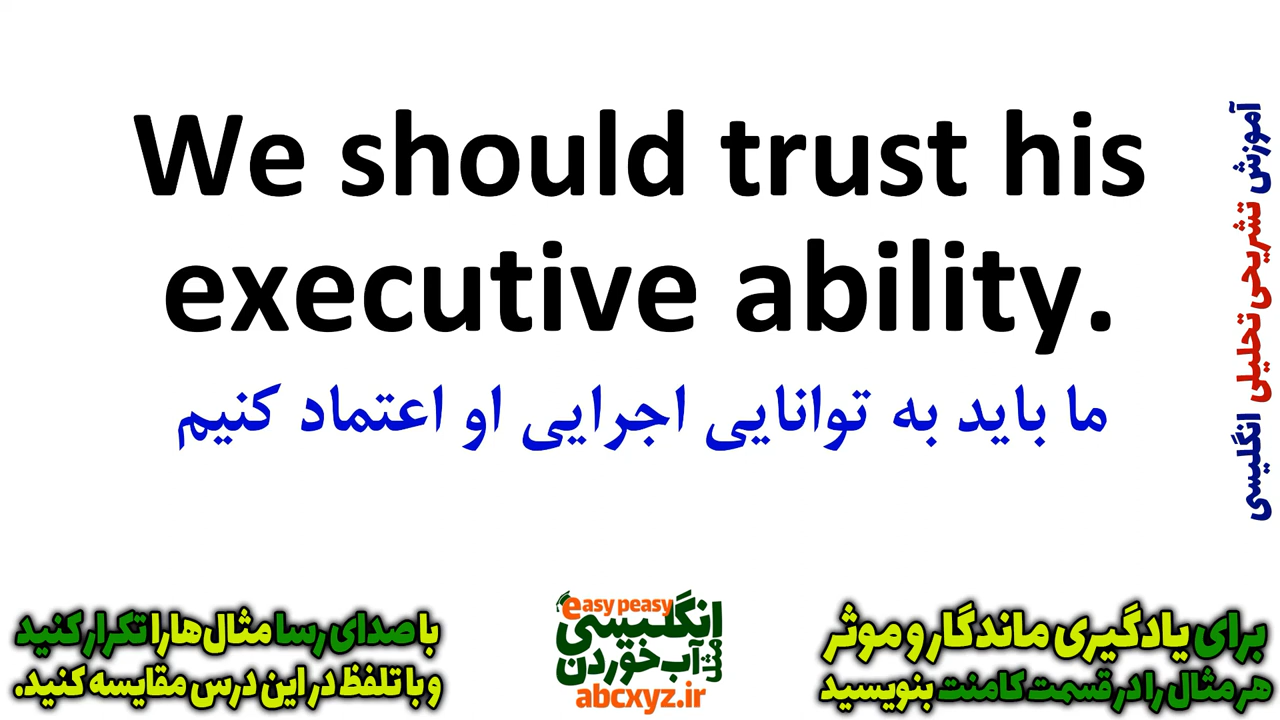 We should trust his
executive ability.
ما باید به توانایی اجرایی او اعتماد کنیم
آموزش تشریحی تحلیلی انگلیسی
با صدای رسا مثال‌ها را تکرار کنید
و با تلفظ در این درس مقایسه کنید.
easy peasy
انگلیسی
مثل آب خوردن
abcxyz.ir
برای یادگیری ماندگار و موثر
هر مثال را در قسمت کامنت بنویسید